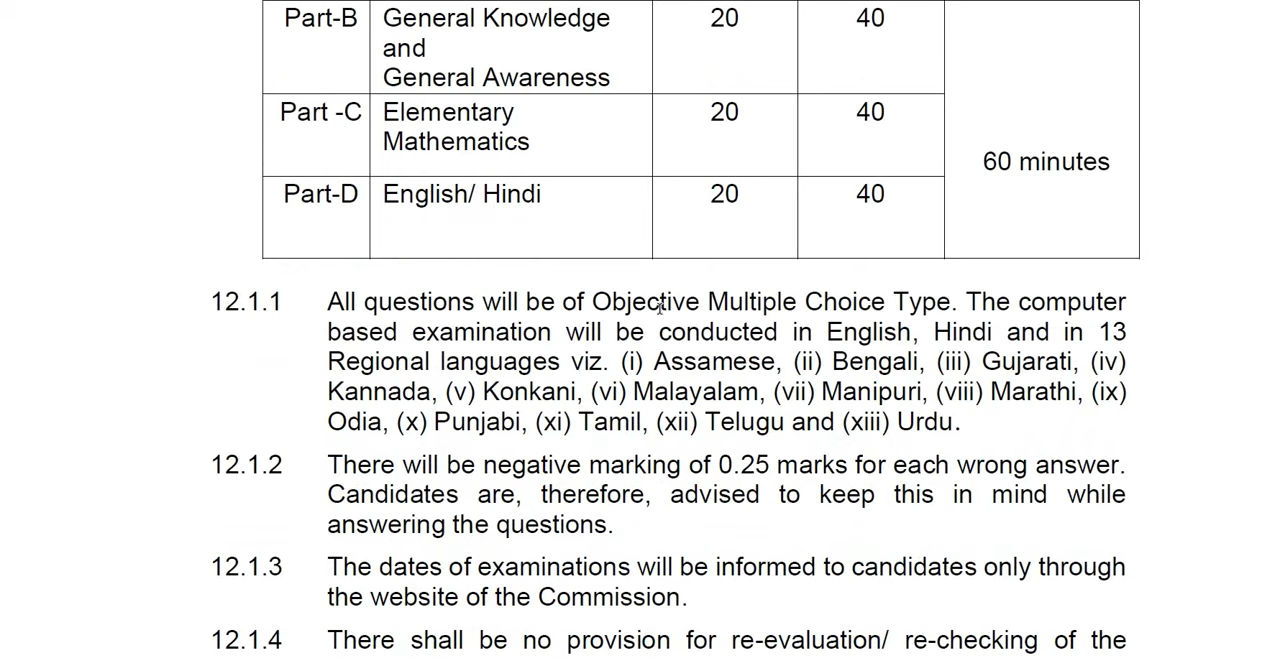 Part-B General Knowledge 20 40
and
General Awareness
Part -C Elementary 20 40
Mathematics
60 minutes
Part-D English/ Hindi 20 40
12.1.1 All questions will be of Objective Multiple Choice Type. The computer
based examination will be conducted in English, Hindi and in 13
Regional languages viz. (i) Assamese, (ii) Bengali, (iii) Gujarati, (iv)
Kannada, (v) Konkani, (vi) Malayalam, (vii) Manipuri, (viii) Marathi, (ix)
Odia, (x) Punjabi, (xi) Tamil, (xii) Telugu and (xiii) Urdu.
12.1.2 There will be negative marking of 0.25 marks for each wrong answer.
Candidates are, therefore, advised to keep this in mind while
answering the questions.
12.1.3 The dates of examinations will be informed to candidates only through
the website of the Commission.
12.1.4 There shall be no provision for re-evaluation/ re-checking of the